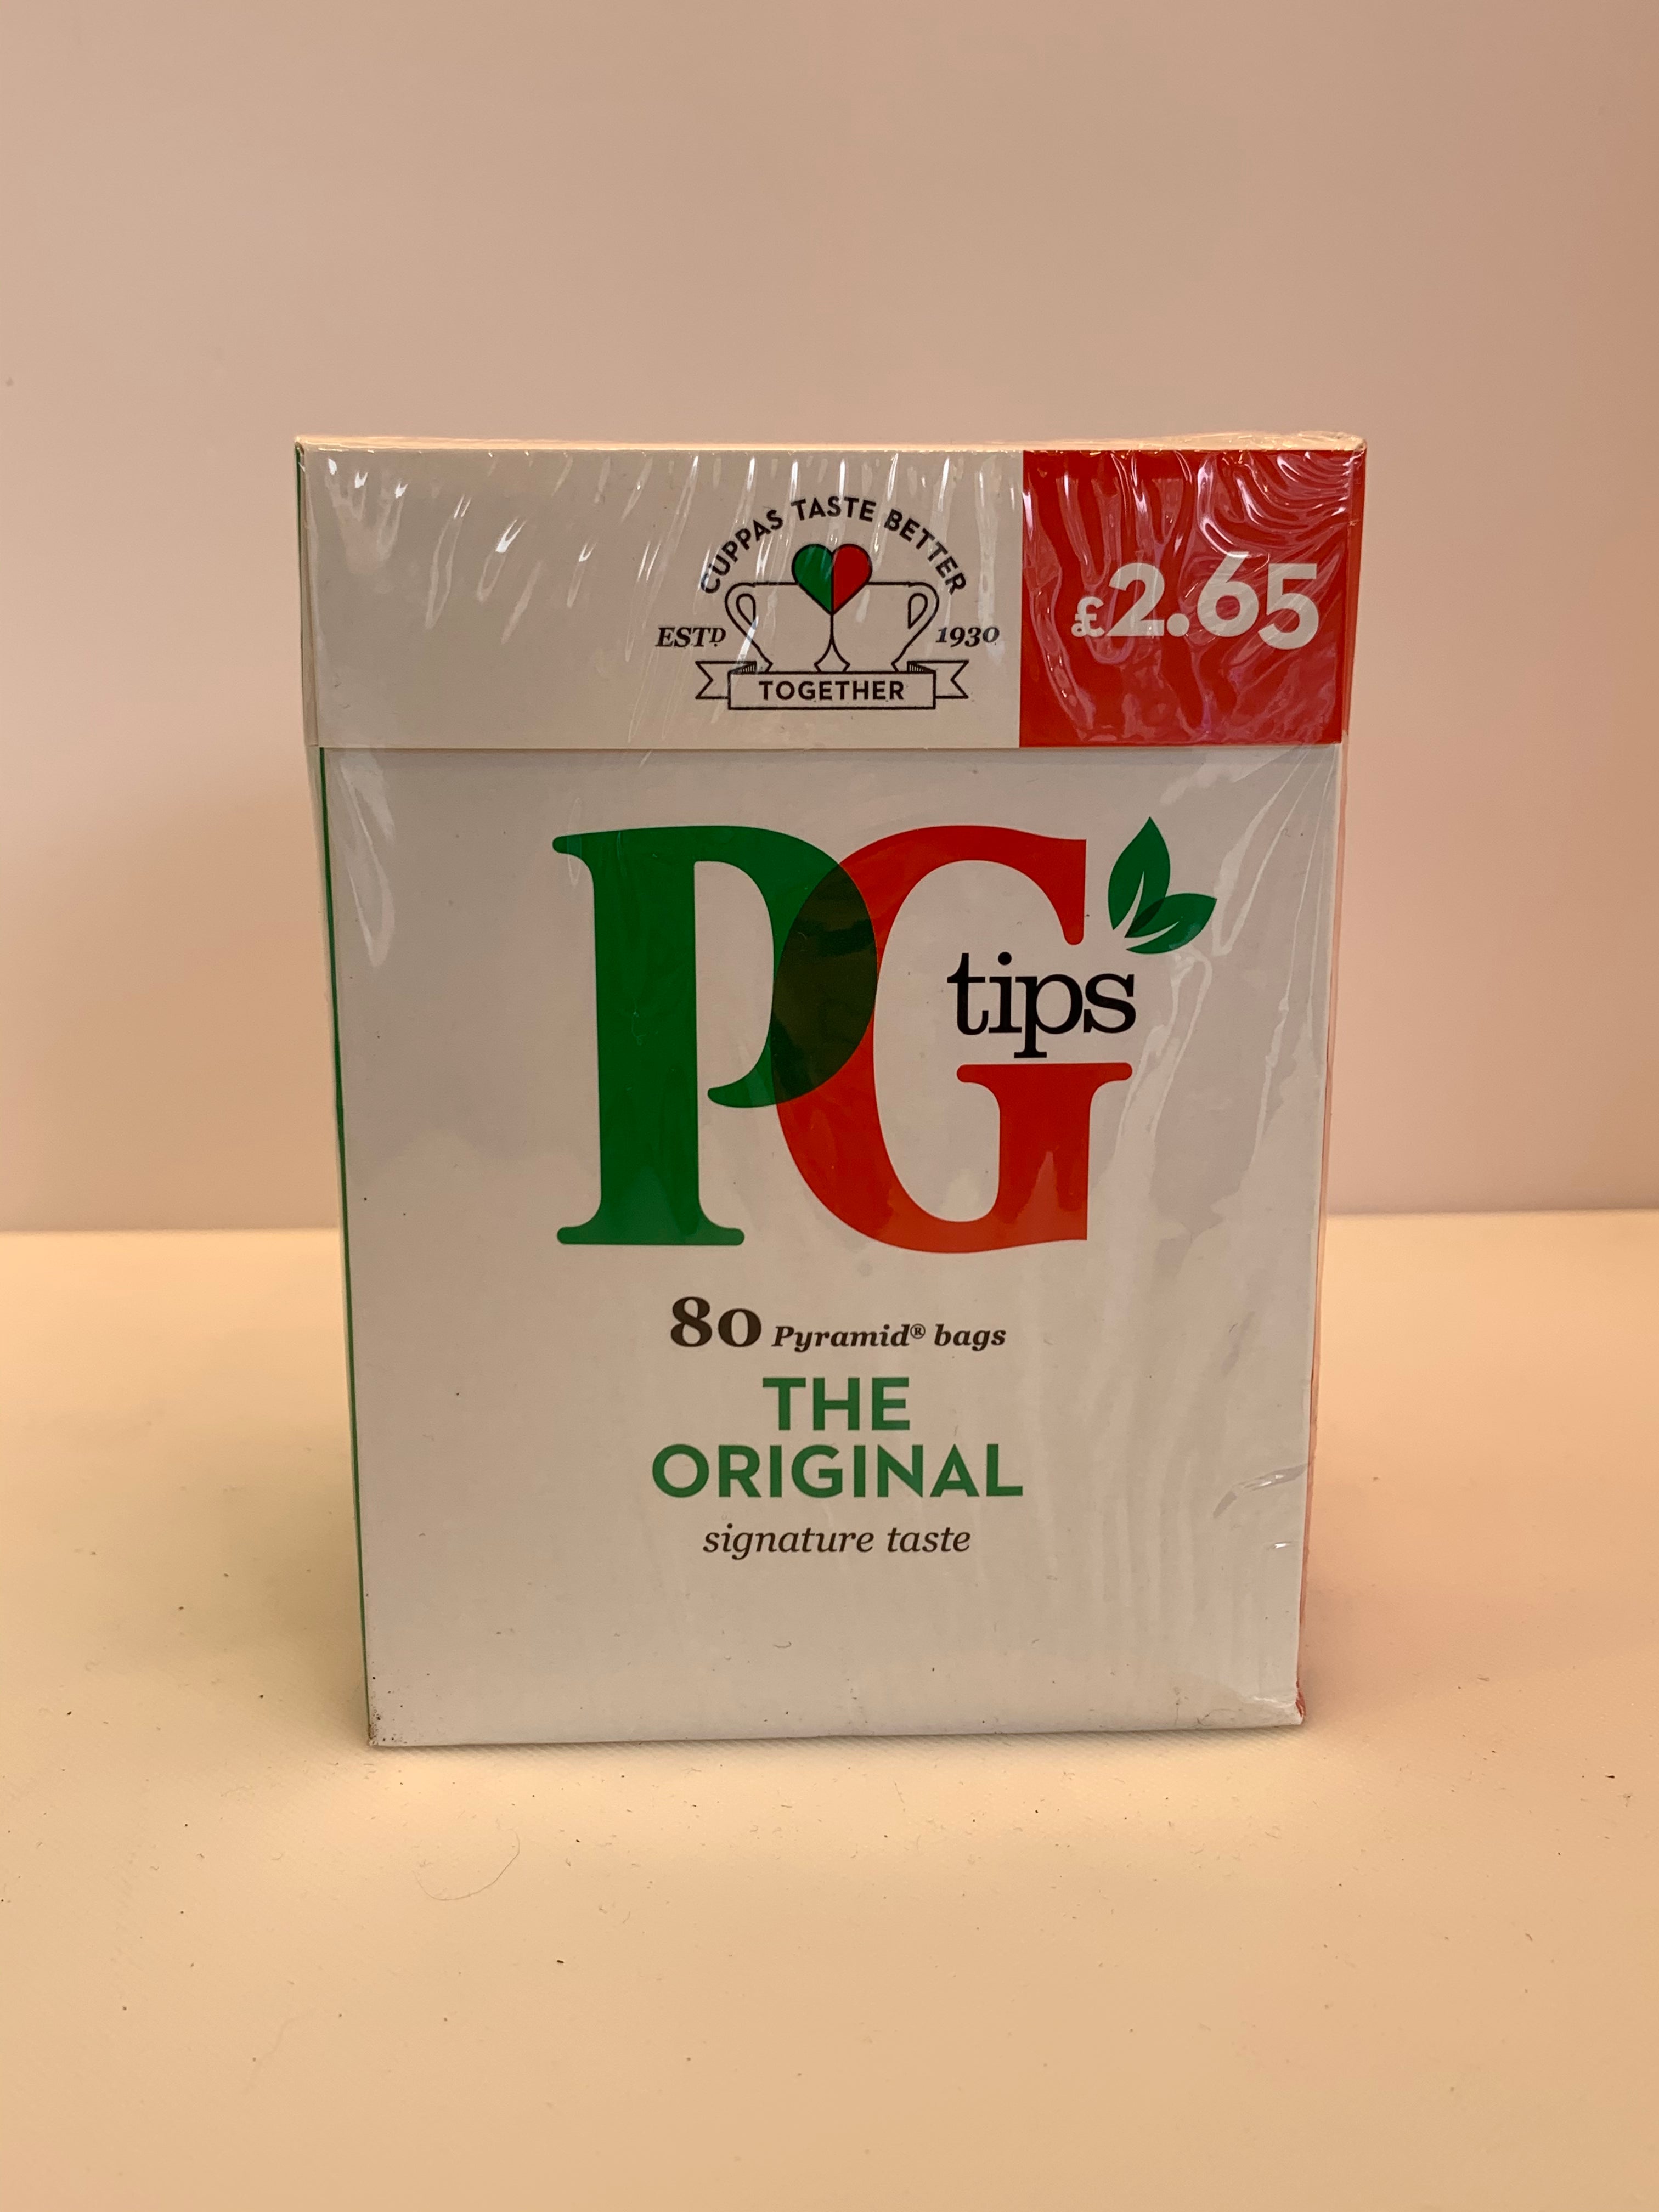 CUPPAS TASTE BETTER
ESTD 1930
TOGETHER
£2.65
PG
tips
80 Pyramid® bags
THE
ORIGINAL
signature taste